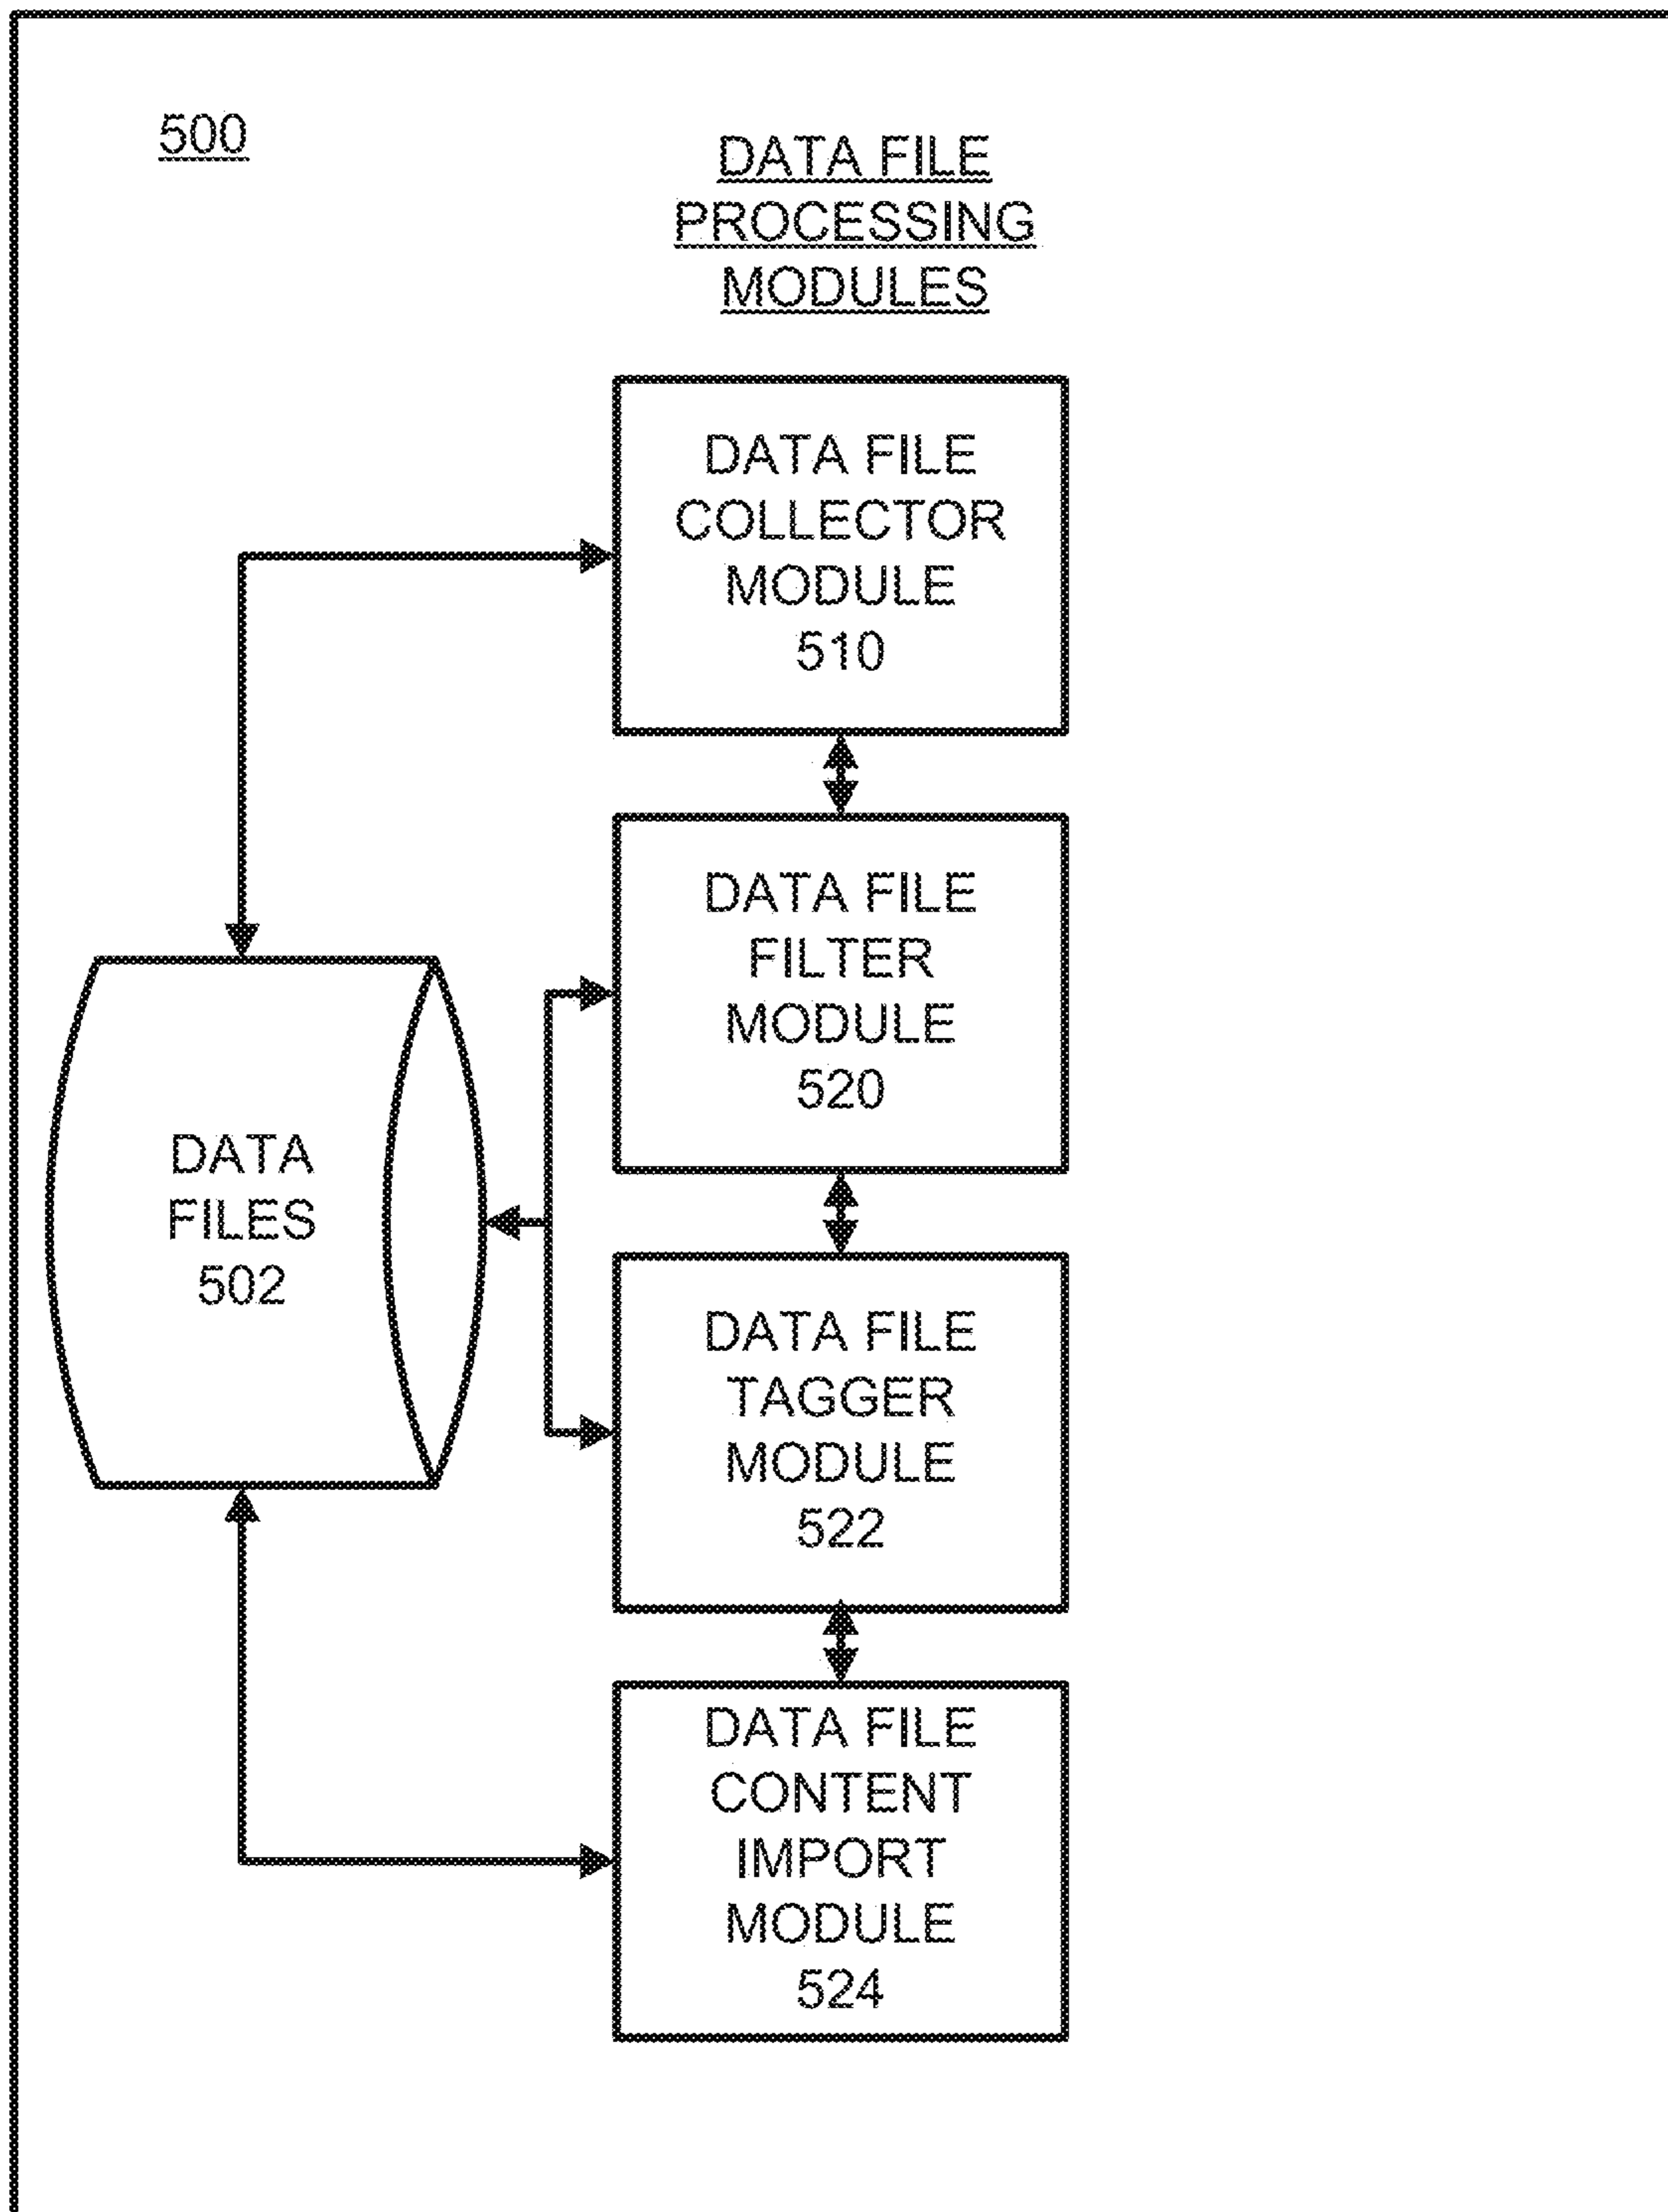 500
DATA FILE
PROCESSING
MODULES
DATA FILE
COLLECTOR
MODULE
510
DATA FILE
FILTER
MODULE
520
DATA
FILES
502
DATA FILE
TAGGER
MODULE
522
DATA FILE
CONTENT
IMPORT
MODULE
524